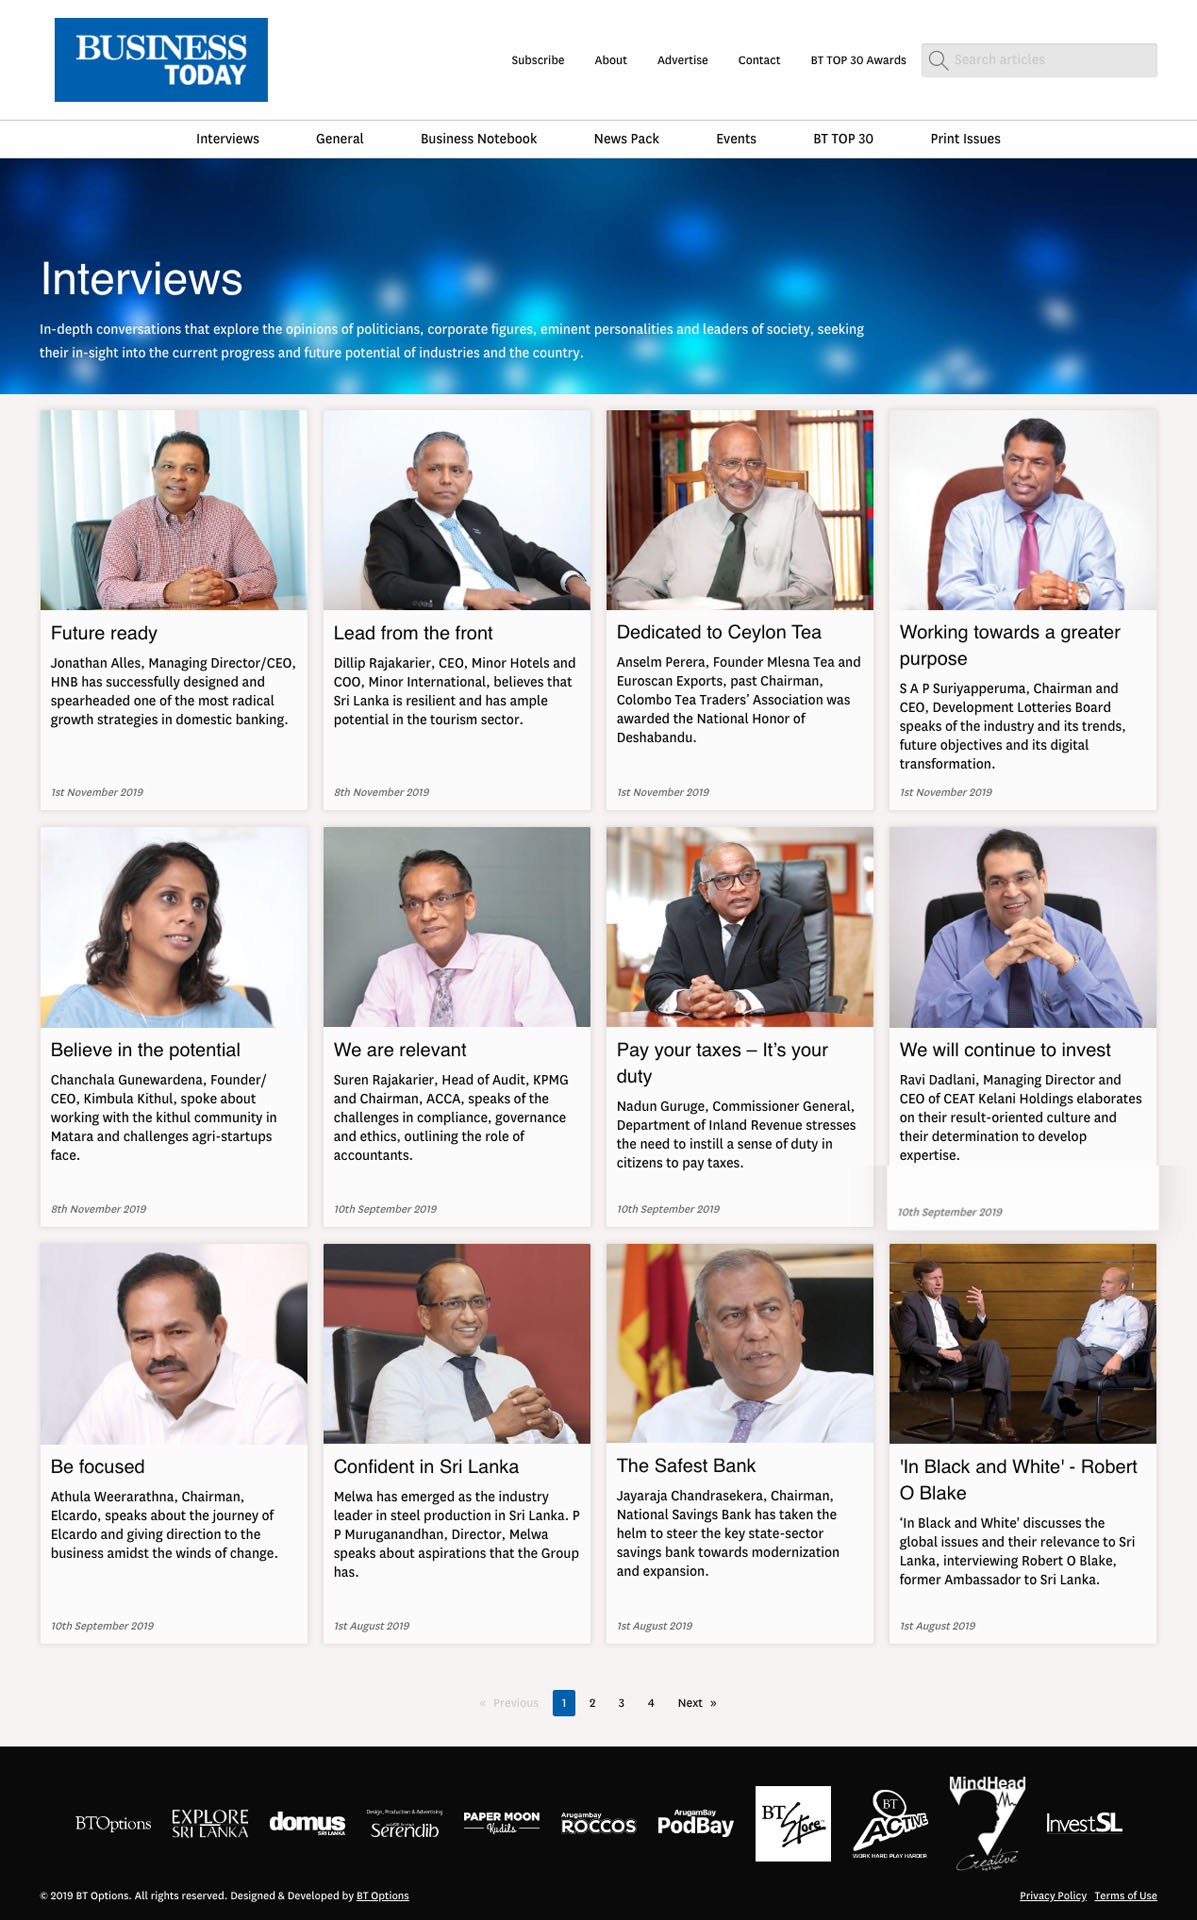 BUSINESS
TODAY
Subscribe About Advertise Contact BT TOP 30 Awards Search articles
Interviews General Business Notebook News Pack Events BT TOP 30 Print Issues
Interviews
In-depth conversations that explore the opinions of politicians, corporate figures, eminent personalities and leaders of society, seeking
their in-sight into the current progress and future potential of industries and the country.
Future ready
Jonathan Alles, Managing Director/CEO,
HNB has successfully designed and
spearheaded one of the most radical
growth strategies in domestic banking.
1st November 2019
Lead from the front
Dillip Rajakarier, CEO, Minor Hotels and
COO, Minor International, believes that
Sri Lanka is resilient and has ample
potential in the tourism sector.
8th November 2019
Dedicated to Ceylon Tea
Anselm Perera, Founder Mlesna Tea and
Euroscan Exports, past Chairman,
Colombo Tea Traders’ Association was
awarded the National Honor of
Deshabandu.
1st November 2019
Working towards a greater
purpose
S A P Suriyapperuma, Chairman and
CEO, Development Lotteries Board
speaks of the industry and its trends,
future objectives and its digital
transformation.
1st November 2019
Believe in the potential
Chanchala Gunewardena, Founder/
CEO, Kimbula Kithul, spoke about
working with the kithul community in
Matara and challenges agri-startups
face.
8th November 2019
We are relevant
Suren Rajakarier, Head of Audit, KPMG
and Chairman, ACCA, speaks of the
challenges in compliance, governance
and ethics, outlining the role of
accountants.
10th September 2019
Pay your taxes – It’s your
duty
Nadun Guruge, Commissioner General,
Department of Inland Revenue stresses
the need to instill a sense of duty in
citizens to pay taxes.
10th September 2019
We will continue to invest
Ravi Dadlani, Managing Director and
CEO of CEAT Kelani Holdings elaborates
on their result-oriented culture and
their determination to develop
expertise.
10th September 2019
Be focused
Athula Weerarathna, Chairman,
Elcardo, speaks about the journey of
Elcardo and giving direction to the
business amidst the winds of change.
10th September 2019
Confident in Sri Lanka
Melwa has emerged as the industry
leader in steel production in Sri Lanka. P
P Muruganandhan, Director, Melwa
speaks about aspirations that the Group
has.
1st August 2019
The Safest Bank
Jayaraja Chandrasekera, Chairman,
National Savings Bank has taken the
helm to steer the key state-sector
savings bank towards modernization
and expansion.
1st August 2019
'In Black and White' - Robert
O Blake
‘In Black and White' discusses the
global issues and their relevance to Sri
Lanka, interviewing Robert O Blake,
former Ambassador to Sri Lanka.
1st August 2019
« Previous 1 2 3 4 Next »
BTOptions
EXPLORE
SRI LANKA
domus
SRI LANKA
Design, Production & Advertising
Serendib
PAPER MOON
Kudils
Arugambay
ROCCOS
ArugamBay
PodBay
BT
Store
BT
ACTIVE
WORK HARD PLAY HARDER
MindHead
Creative
InvestSL
© 2019 BT Options. All rights reserved. Designed & Developed by BT Options
Privacy Policy Terms of Use